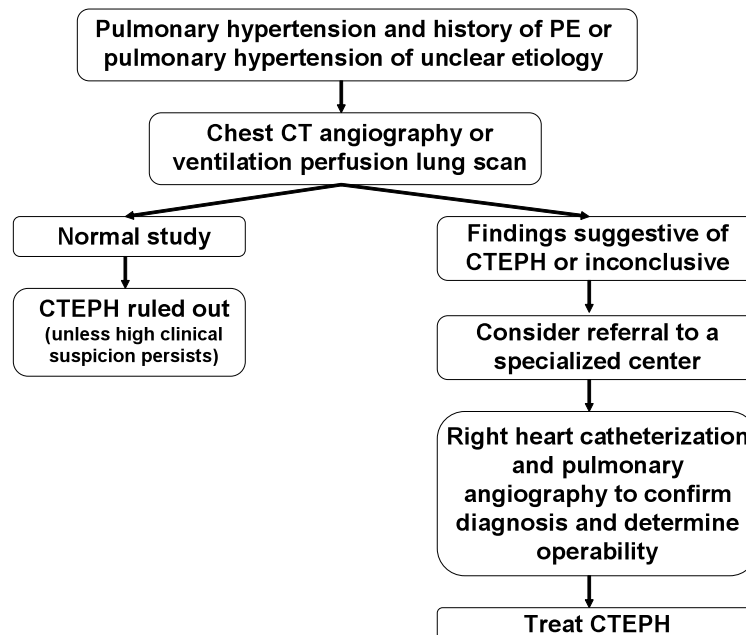 Pulmonary hypertension and history of PE or
pulmonary hypertension of unclear etiology
Chest CT angiography or
ventilation perfusion lung scan
Normal study
CTEPH ruled out
(unless high clinical
suspicion persists)
Findings suggestive of
CTEPH or inconclusive
Consider referral to a
specialized center
Right heart catheterization
and pulmonary
angiography to confirm
diagnosis and determine
operability
Treat CTEPH